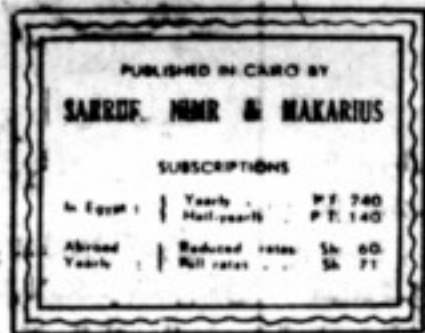 PUBLISHED IN CAIRO BY
SARRUF, NIMR & MAKARIUS
SUBSCRIPTIONS
In Egypt : Yearly . . P.T. 240
Half-yearly . . P.T. 140
Abroad Yearly : Reduced rates Sh. 60
Full rates . . Sh. 71